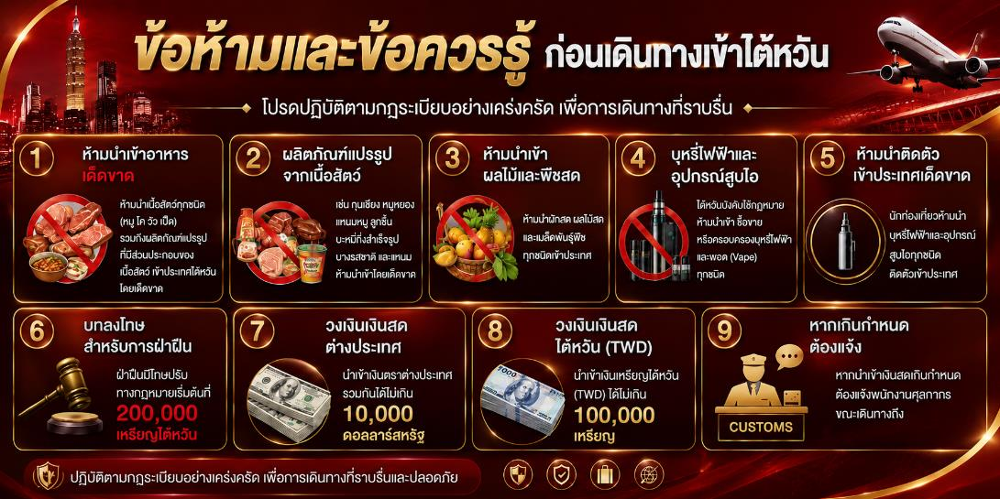 ข้อห้ามและข้อควรรู้ ก่อนเดินทางเข้าไต้หวัน
โปรดปฏิบัติตามกฎระเบียบอย่างเคร่งครัด เพื่อการเดินทางที่ราบรื่น
1
ห้ามนำเข้าอาหาร
เด็ดขาด
ห้ามนำเนื้อสัตว์ทุกชนิด
(หมู ไค วัว เป็ด)
รวมถึงผลิตภัณฑ์แปรรูป
ที่มีส่วนประกอบของ
เนื้อสัตว์ เข้าประเทศไต้หวัน
โดยเด็ดขาด
2
ผลิตภัณฑ์แปรรูป
จากเนื้อสัตว์
เช่น กุนเชียง หมูหยอง
แหนมหมู ลูกชิ้น
บะหมี่กึ่งสำเร็จรูป
บางรสชาติ และแหนม
ห้ามนำเข้าโดยเด็ดขาด
3
ห้ามนำเข้า
ผลไม้และพืชสด
ห้ามนำผักสด ผลไม้สด
และเมล็ดพันธุ์พืช
ทุกชนิดเข้าประเทศ
4
บุหรี่ไฟฟ้าและ
อุปกรณ์สูบไอ
ไต้หวันบังคับใช้กฎหมาย
ห้ามนำเข้า ซื้อขาย
หรือครอบครองบุหรี่ไฟฟ้า
และพอด (Vape)
ทุกชนิด
5
ห้ามนำติดตัว
เข้าประเทศเด็ดขาด
นักท่องเที่ยวห้ามนำ
บุหรี่ไฟฟ้าและอุปกรณ์
สูบไอทุกชนิด
ติดตัวเข้าประเทศ
6
บทลงโทษ
สำหรับการฝ่าฝืน
ฝ่าฝืนมีโทษปรับ
ทางกฎหมายเริ่มต้นที่
200,000
เหรียญไต้หวัน
7
วงเงินเงินสด
ต่างประเทศ
นำเข้าเงินตราต่างประเทศ
รวมกันได้ไม่เกิน
10,000
ดอลลาร์สหรัฐ
8
วงเงินเงินสด
ไต้หวัน (TWD)
นำเข้าเงินเหรียญไต้หวัน
(TWD) ได้ไม่เกิน
100,000
เหรียญ
9
หากเกินกำหนด
ต้องแจ้ง
หากนำเข้าเงินสดเกินกำหนด
ต้องแจ้งพนักงานศุลกากร
ขณะเดินทางถึง
CUSTOMS
ปฏิบัติตามกฎระเบียบอย่างเคร่งครัด เพื่อการเดินทางที่ราบรื่นและปลอดภัย